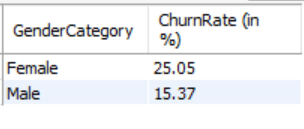 GenderCategory ChurnRate (in
%)
Female 25.05
Male 15.37